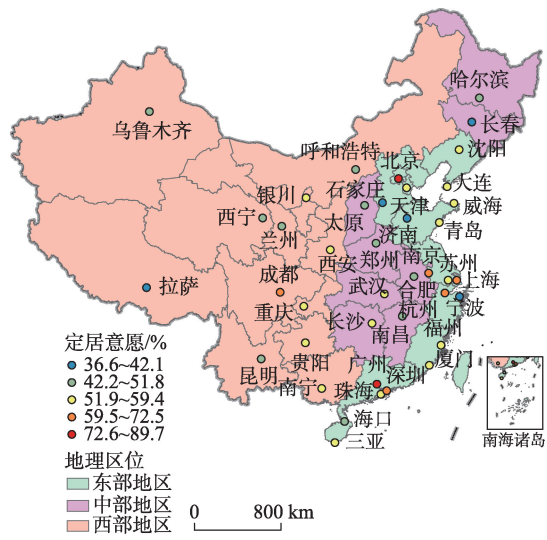 哈尔滨
长春
乌鲁木齐
沈阳
呼和浩特
北京
大连
石家庄
银川
天津
威海
西宁
太原
兰州
济南
青岛
郑州
南京
苏州
西安
上海
成都
武汉
合肥
拉萨
重庆
杭州
宁波
长沙
南昌
福州
贵阳
广州
深圳
厦门
昆明
南宁
珠海
海口
三亚
南海诸岛
定居意愿/%
36.6~42.1
42.2~51.8
51.9~59.4
59.5~72.5
72.6~89.7
地理区位
东部地区
中部地区
西部地区
0 800 km